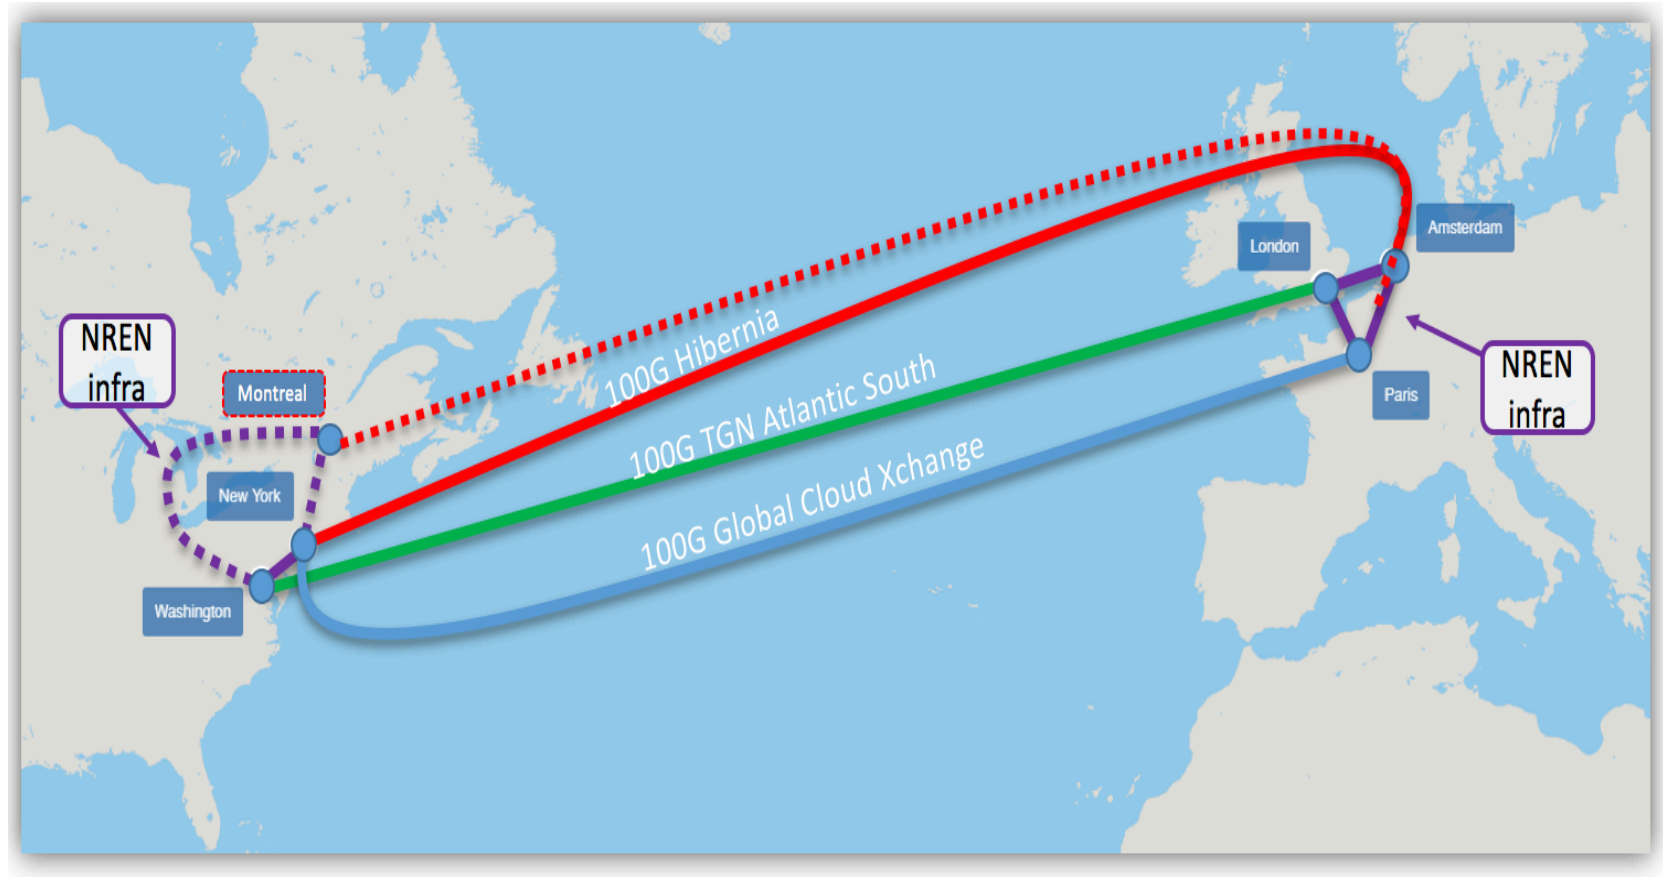 NREN
infra
Montreal
New York
Washington
100G Hibernia
100G TGN Atlantic South
100G Global Cloud Xchange
London
Amsterdam
Paris
NREN
infra